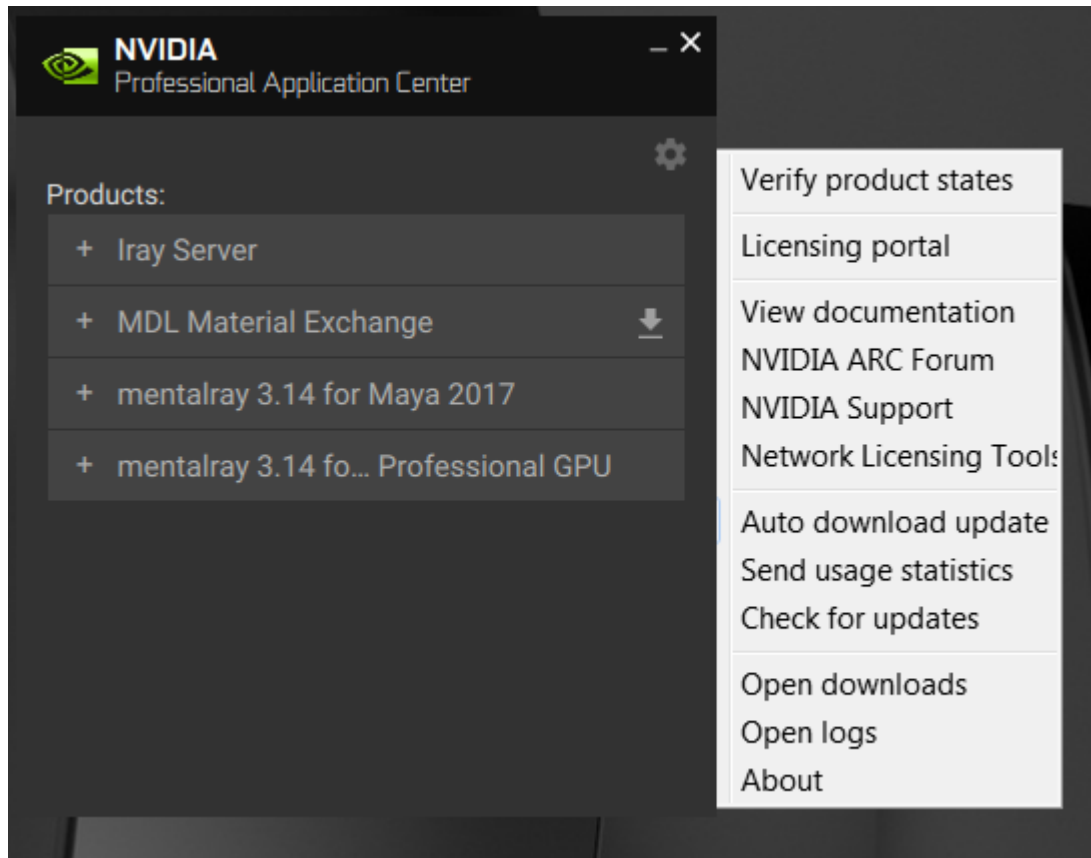 NVIDIA
Professional Application Center
Products:
+ Iray Server
+ MDL Material Exchange
+ mentalray 3.14 for Maya 2017
+ mentalray 3.14 fo... Professional GPU
Verify product states
Licensing portal
View documentation
NVIDIA ARC Forum
NVIDIA Support
Network Licensing Tools
Auto download update
Send usage statistics
Check for updates
Open downloads
Open logs
About